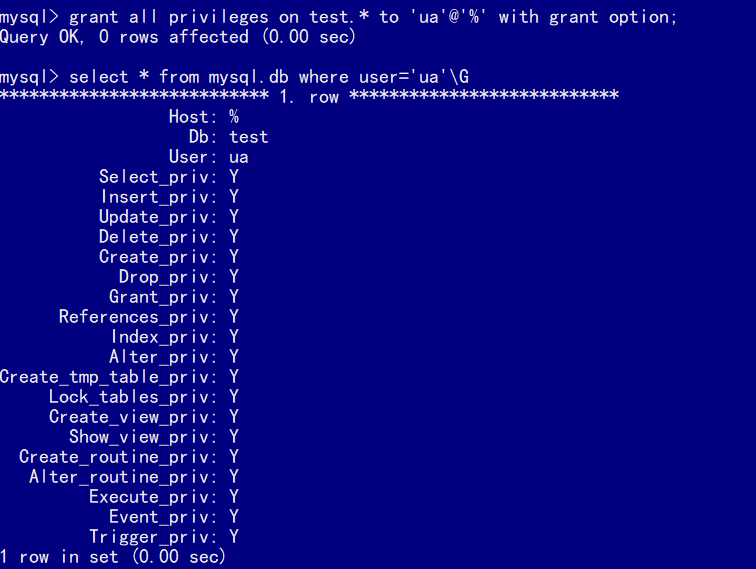 mysql> grant all privileges on test.* to 'ua'@'%' with grant option;
Query OK, 0 rows affected (0.00 sec)
mysql> select * from mysql.db where user='ua'\G
*************************** 1. row ***************************
Host: %
Db: test
User: ua
Select_priv: Y
Insert_priv: Y
Update_priv: Y
Delete_priv: Y
Create_priv: Y
Drop_priv: Y
Grant_priv: Y
References_priv: Y
Index_priv: Y
Alter_priv: Y
Create_tmp_table_priv: Y
Lock_tables_priv: Y
Create_view_priv: Y
Show_view_priv: Y
Create_routine_priv: Y
Alter_routine_priv: Y
Execute_priv: Y
Event_priv: Y
Trigger_priv: Y
1 row in set (0.00 sec)